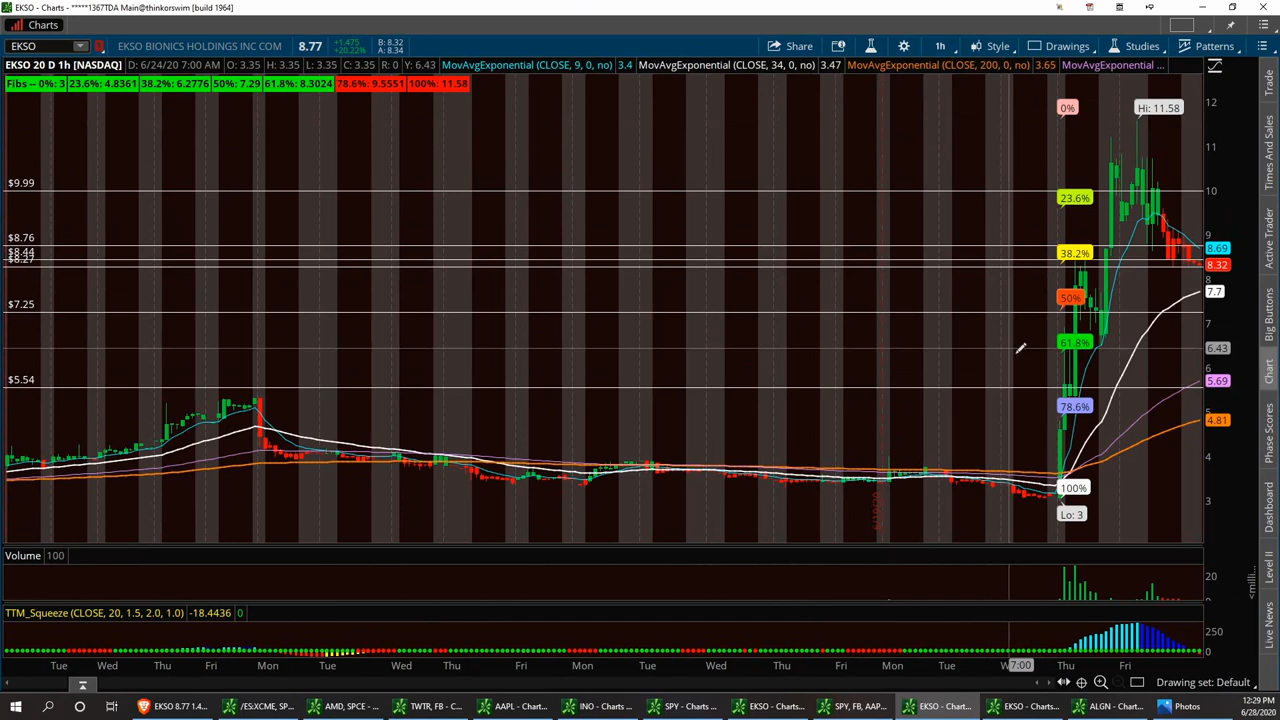 EKSO - Charts - *****1367TDA Main@thinkorswim [build 1964]
Charts
EKSO
EKSO BIONICS HOLDINGS INC COM
8.77
+1.475
+20.22%
B: 8.32
A: 8.34
Share
1h
Style
Drawings
Studies
Patterns
EKSO 20 D 1h [NASDAQ]
D: 6/24/20 7:00 AM
O: 3.35
H: 3.35
L: 3.35
C: 3.35
R: 0
Y: 6.43
MovAvgExponential (CLOSE, 9, 0, no)
3.4
MovAvgExponential (CLOSE, 34, 0, no)
3.47
MovAvgExponential (CLOSE, 200, 0, no)
3.65
MovAvgExponential ...
Fibs -- 0%: 3
23.6%: 4.8361
38.2%: 6.2776
50%: 7.29
61.8%: 8.3024
78.6%: 9.5551
100%: 11.58
0%
Hi: 11.58
12
11
$9.99
10
23.6%
$8.76
9
8.69
$8.44
38.2%
$8.27
8.32
8
50%
7.7
$7.25
7
61.8%
6.43
6
$5.54
5.69
78.6%
5
4.81
4
100%
3
Lo: 3
6/19/20
Volume
100
20
0
<milli...
TTM_Squeeze (CLOSE, 20, 1.5, 2.0, 1.0)
-18.4436
0
250
0
Tue
Wed
Thu
Fri
Mon
Tue
Wed
Thu
Fri
Mon
Tue
Wed
Thu
Fri
Mon
Tue
W
7:00
Thu
Fri
Drawing set: Default
Trade
Times And Sales
Active Trader
Big Buttons
Chart
Phase Scores
Dashboard
Level II
Live News
EKSO 8.77 1.4...
/ES:XCME, SP...
AMD, SPCE - ...
TWTR, FB - C...
AAPL - Chart...
INO - Charts ...
SPY - Charts ...
EKSO - Chart...
SPY, FB, AAP...
EKSO - Chart...
EKSO - Chart...
ALGN - Chart...
Photos
12:29 PM
6/28/2020